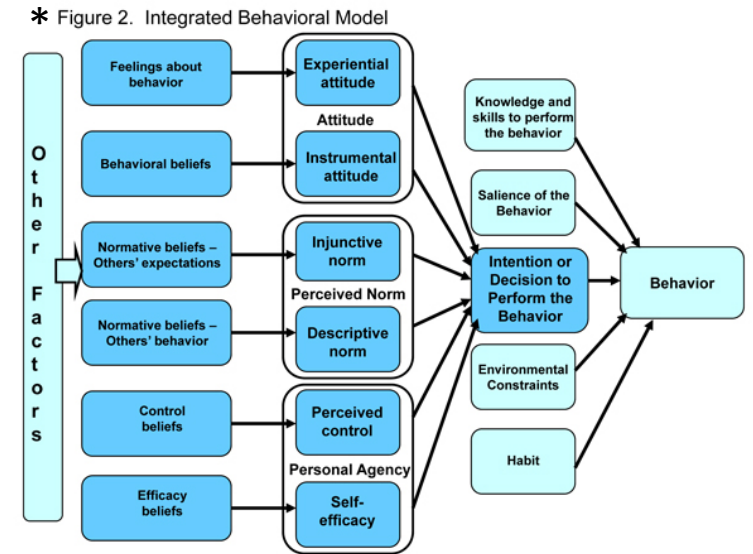 * Figure 2. Integrated Behavioral Model
Other Factors
Feelings about
behavior
Behavioral beliefs
Normative beliefs –
Others' expectations
Normative beliefs –
Others' behavior
Control
beliefs
Efficacy
beliefs
Experiential
attitude
Attitude
Instrumental
attitude
Injunctive
norm
Perceived Norm
Descriptive
norm
Perceived
control
Personal Agency
Self-
efficacy
Knowledge and
skills to perform
the behavior
Salience of the
Behavior
Intention or
Decision to
Perform the
Behavior
Environmental
Constraints
Habit
Behavior